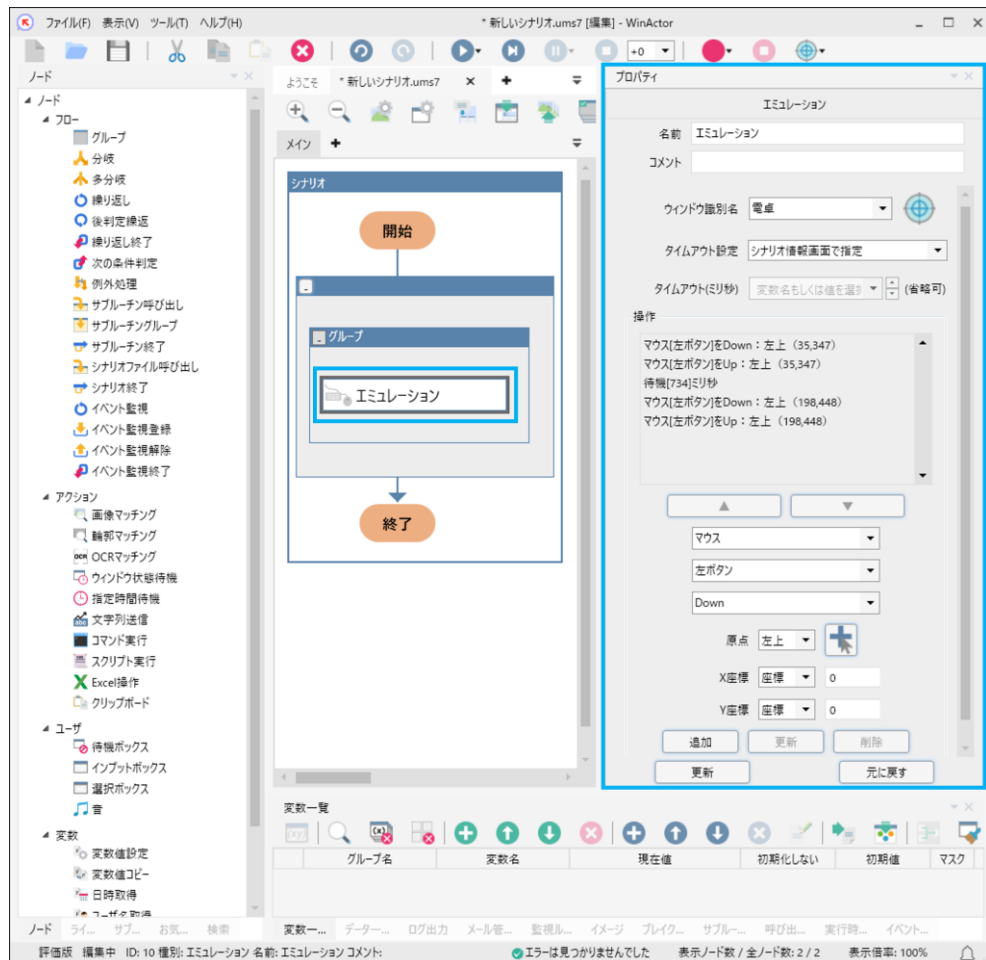 ファイル(F) 表示(V) ツール(T) ヘルプ(H)
* 新しいシナリオ.ums7 [編集] - WinActor
+0
ノード
ノード
フロー
グループ
分岐
多分岐
繰り返し
後判定繰返
繰り返し終了
次の条件判定
例外処理
サブルーチン呼び出し
サブルーチングループ
サブルーチン終了
シナリオファイル呼び出し
シナリオ終了
イベント監視
イベント監視登録
イベント監視解除
イベント監視終了
アクション
画像マッチング
輪郭マッチング
OCR OCRマッチング
ウィンドウ状態待機
指定時間待機
文字列送信
コマンド実行
スクリプト実行
Excel操作
クリップボード
ユーザ
待機ボックス
インプットボックス
選択ボックス
音
変数
変数値設定
変数値コピー
日時取得
ユーザ名取得
ノード ライ... サブ... お気... 検索
ようこそ * 新しいシナリオ.ums7
メイン
シナリオ
開始
グループ
エミュレーション
終了
プロパティ
エミュレーション
名前 エミュレーション
コメント
ウィンドウ識別名 電卓
タイムアウト設定 シナリオ情報画面で指定
タイムアウト(ミリ秒) 変数名もしくは値を選択 (省略可)
操作
マウス[左ボタン]をDown：左上（35,347）
マウス[左ボタン]をUp：左上（35,347）
待機[734]ミリ秒
マウス[左ボタン]をDown：左上（198,448）
マウス[左ボタン]をUp：左上（198,448）
マウス
左ボタン
Down
原点 左上
X座標 座標 0
Y座標 座標 0
追加 更新 削除
更新 元に戻す
変数一覧
グループ名 変数名 現在値 初期化しない 初期値 マスク
変数一... データー... ログ出力 メール管... 監視ル... イメージ ブレイク... サブルー... 呼び出... 実行時... イベント...
評価版 編集中 ID: 10 種別: エミュレーション 名前: エミュレーション コメント:
エラーは見つかりませんでした 表示ノード数 / 全ノード数: 2 / 2 表示倍率: 100%